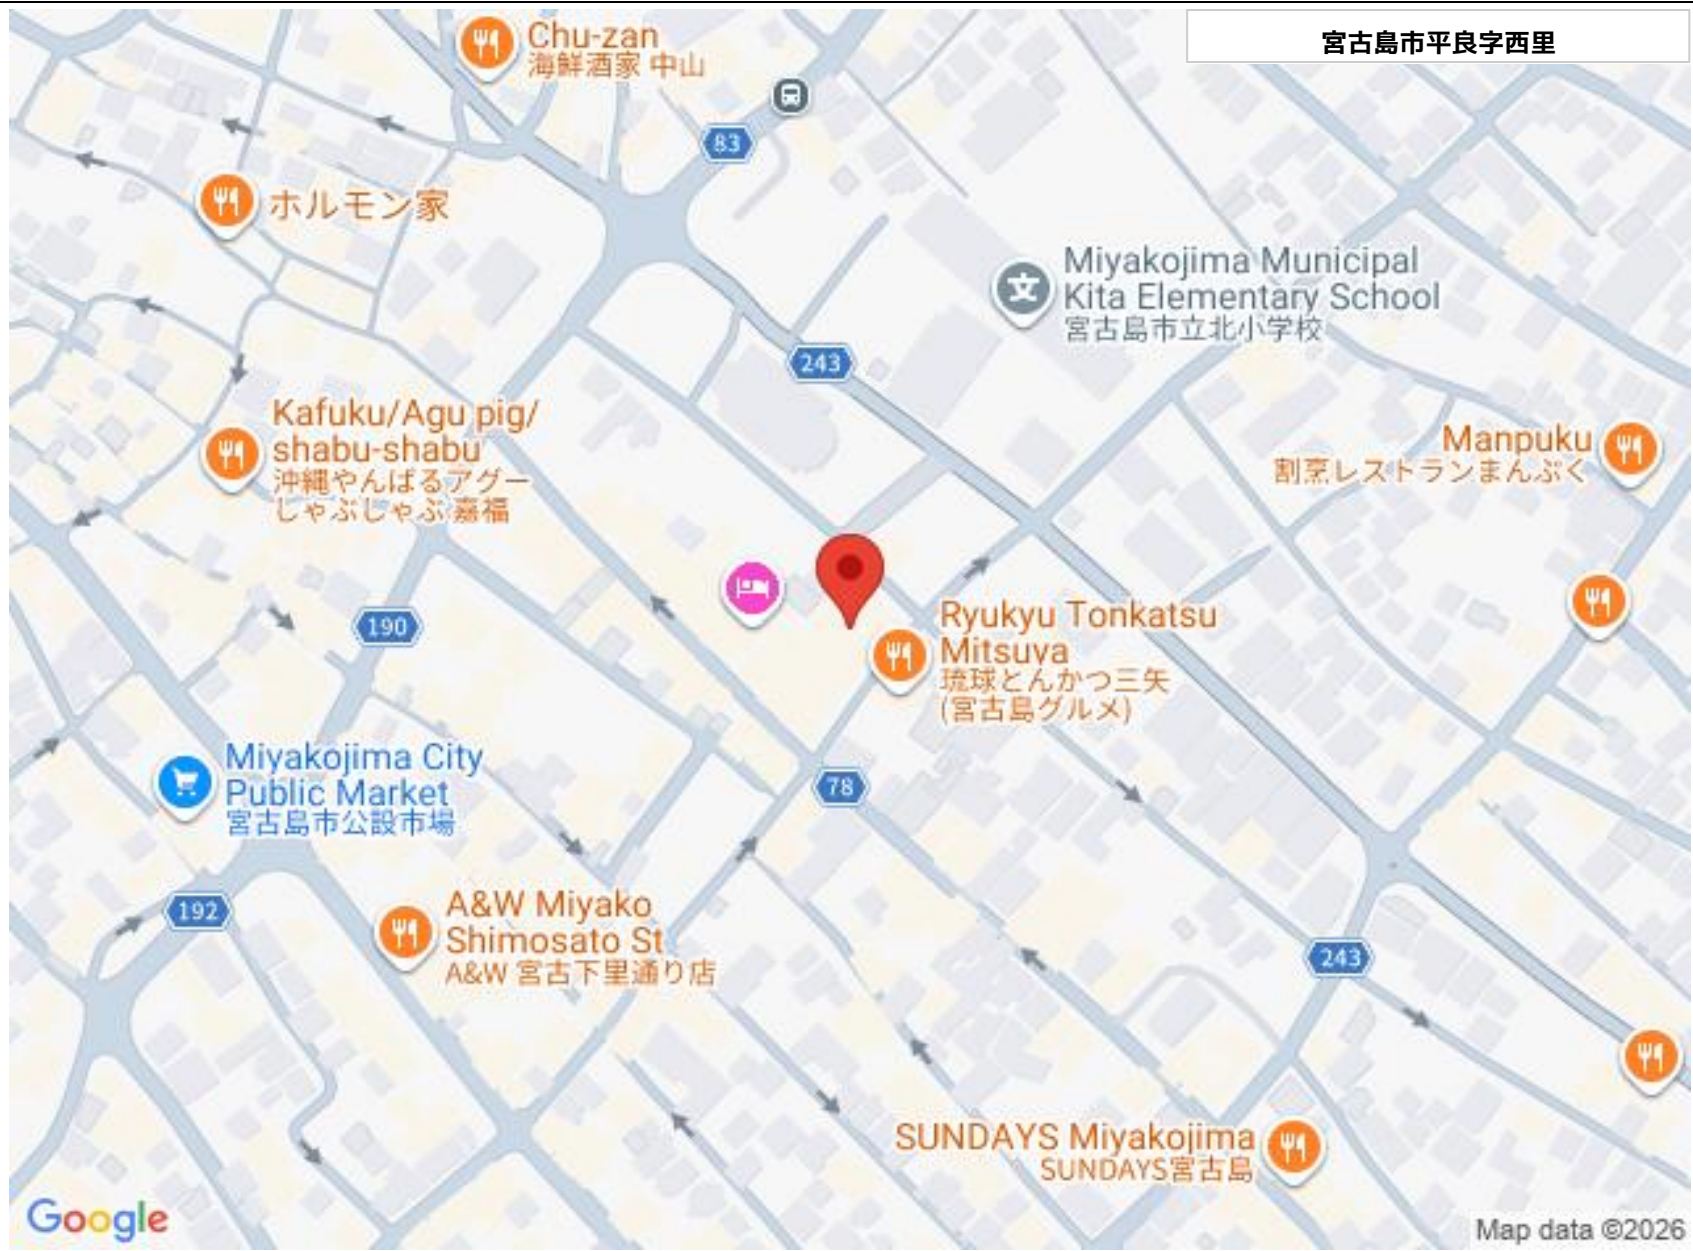 宮古島市平良字西里
Chu-zan
海鮮酒家 中山
83
ホルモン家
Miyakojima Municipal
Kita Elementary School
宮古島市立北小学校
243
Kafuku/Agu pig/
shabu-shabu
沖縄やんばるアグー
しゃぶしゃぶ 嘉福
Manpuku
割烹レストランまんぷく
190
Ryukyu Tonkatsu
Mitsuya
琉球とんかつ三矢
(宮古島グルメ)
Miyakojima City
Public Market
宮古島市公設市場
78
192
A&W Miyako
Shimosato St
A&W 宮古下里通り店
243
SUNDAYS Miyakojima
SUNDAYS宮古島
Google
Map data ©2026